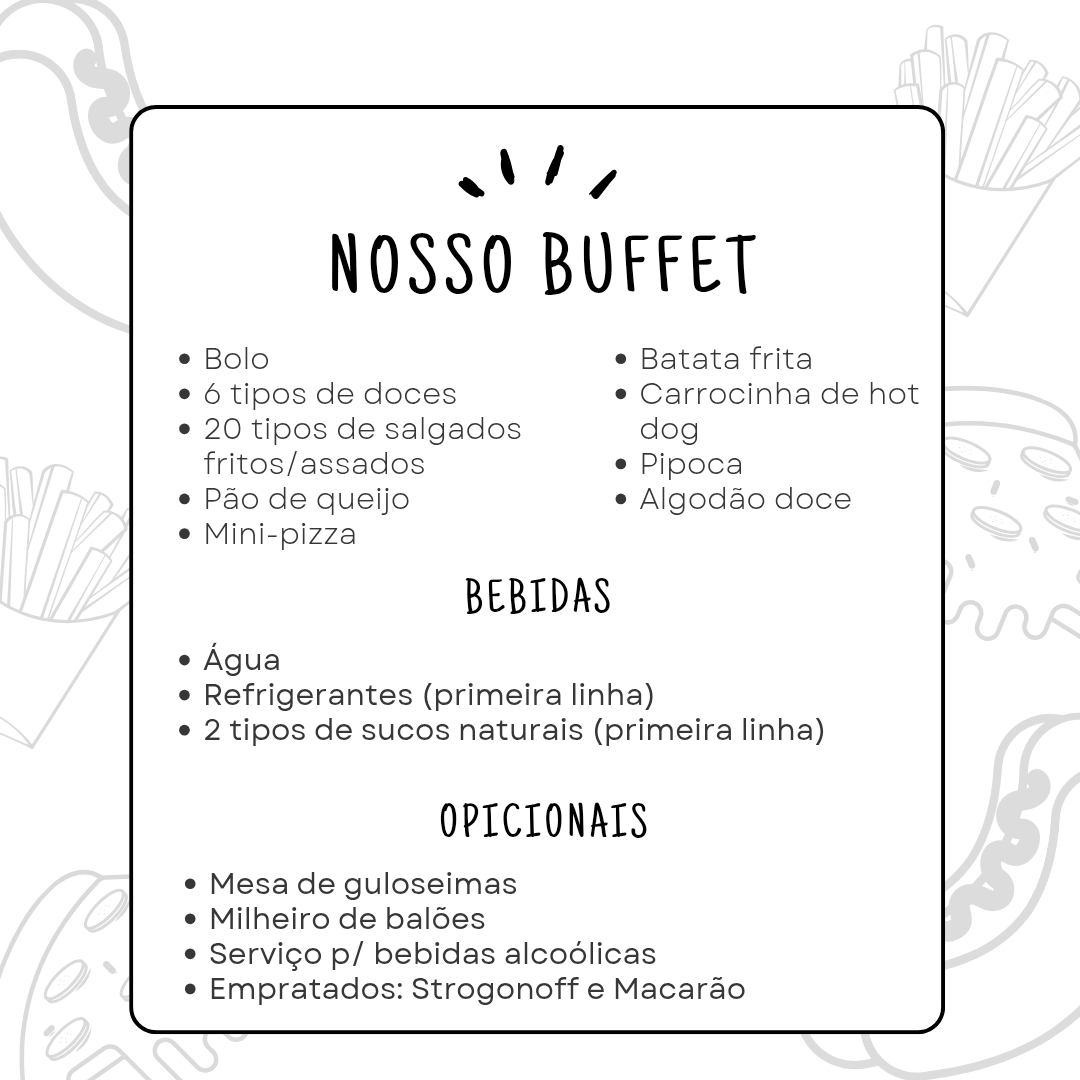 NOSSO BUFFET
• Bolo
• 6 tipos de doces
• 20 tipos de salgados
fritos/assados
• Pão de queijo
• Mini-pizza
• Batata frita
• Carrocinha de hot
dog
• Pipoca
• Algodão doce
BEBIDAS
• Água
• Refrigerantes (primeira linha)
• 2 tipos de sucos naturais (primeira linha)
OPICIONAIS
• Mesa de guloseimas
• Milheiro de balões
• Serviço p/ bebidas alcoólicas
• Empratados: Strogonoff e Macarão